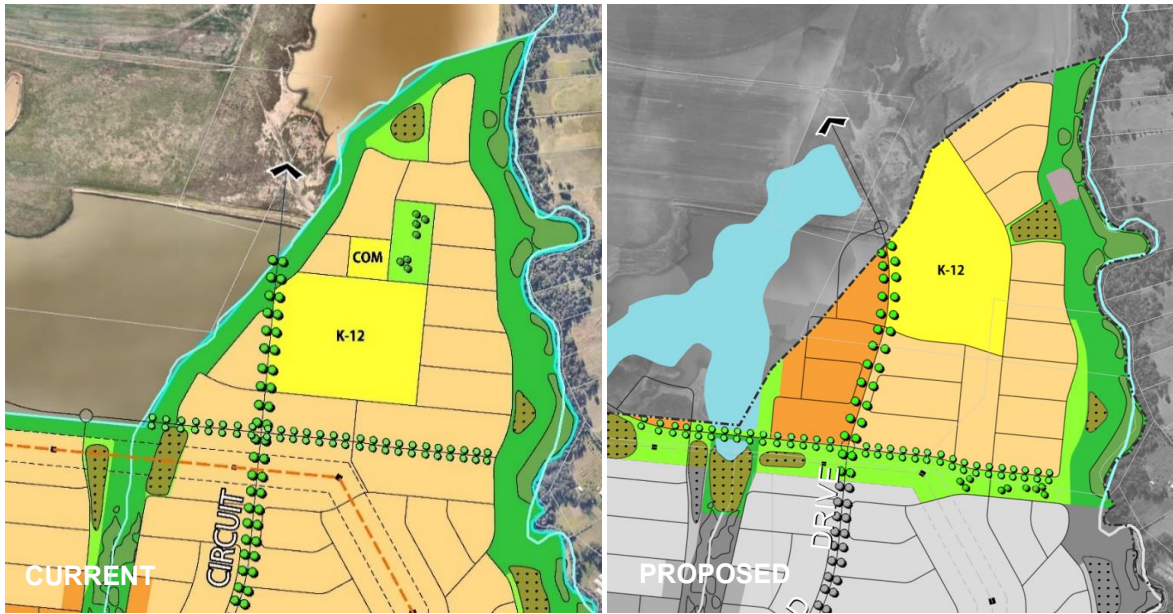 COM
K-12
CIRCUIT
CURRENT
K-12
DRIVE
D
PROPOSED